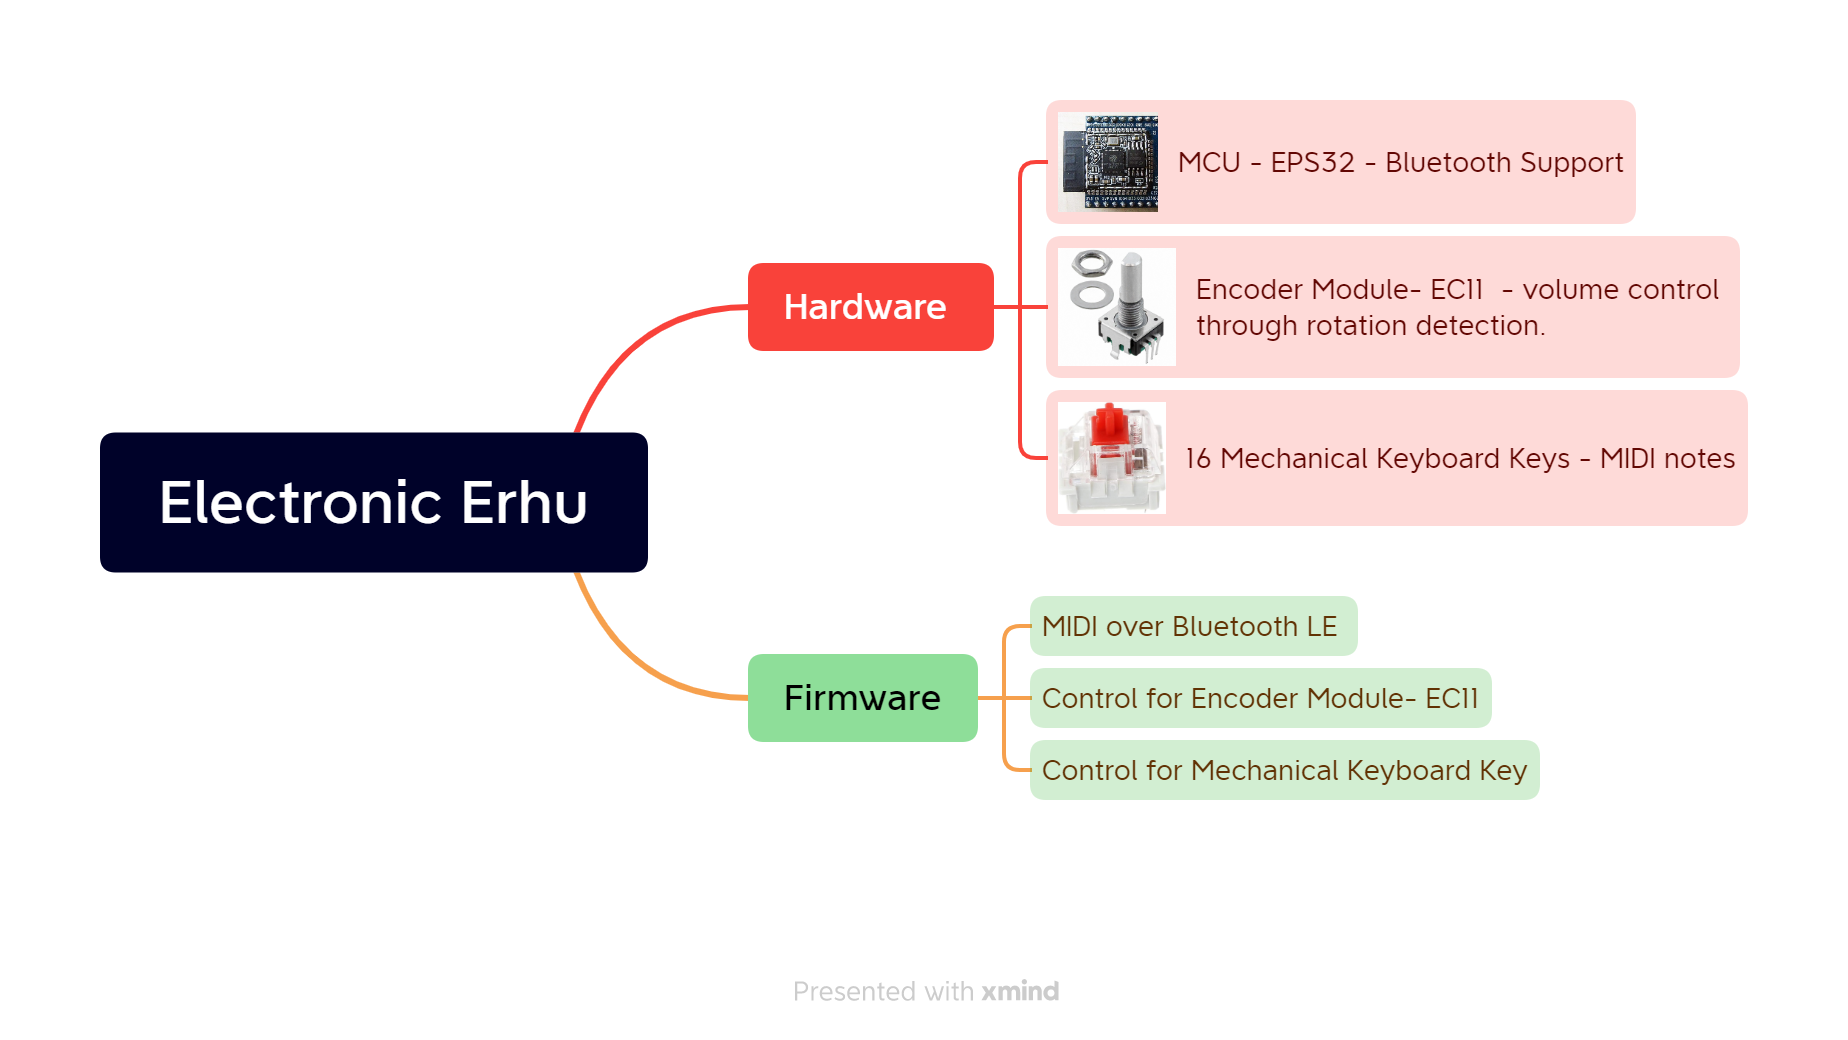 Electronic Erhu
Hardware
MCU - EPS32 - Bluetooth Support
Encoder Module- EC11 - volume control
through rotation detection.
16 Mechanical Keyboard Keys - MIDI notes
Firmware
MIDI over Bluetooth LE
Control for Encoder Module- EC11
Control for Mechanical Keyboard Key
Presented with xmind